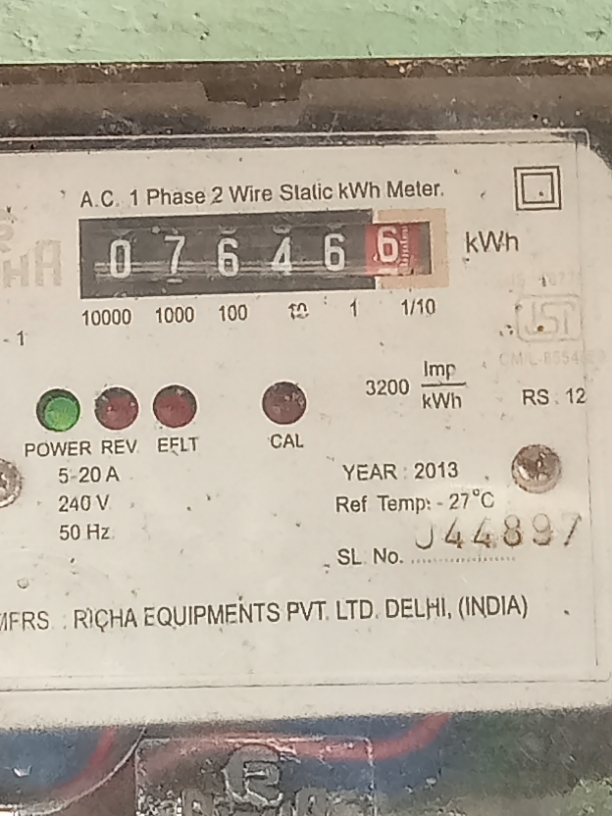 A.C. 1 Phase 2 Wire Static kWh Meter.
0 7 6 4 6 6 kWh
10000 1000 100 10 1 1/10
- 1
3200 Imp/kWh
RS : 12
POWER REV EFLT CAL
5-20 A
240 V
50 Hz
YEAR : 2013
Ref Temp: - 27°C
SL. No. ............... 044897
MFRS. : RICHA EQUIPMENTS PVT. LTD. DELHI, (INDIA)